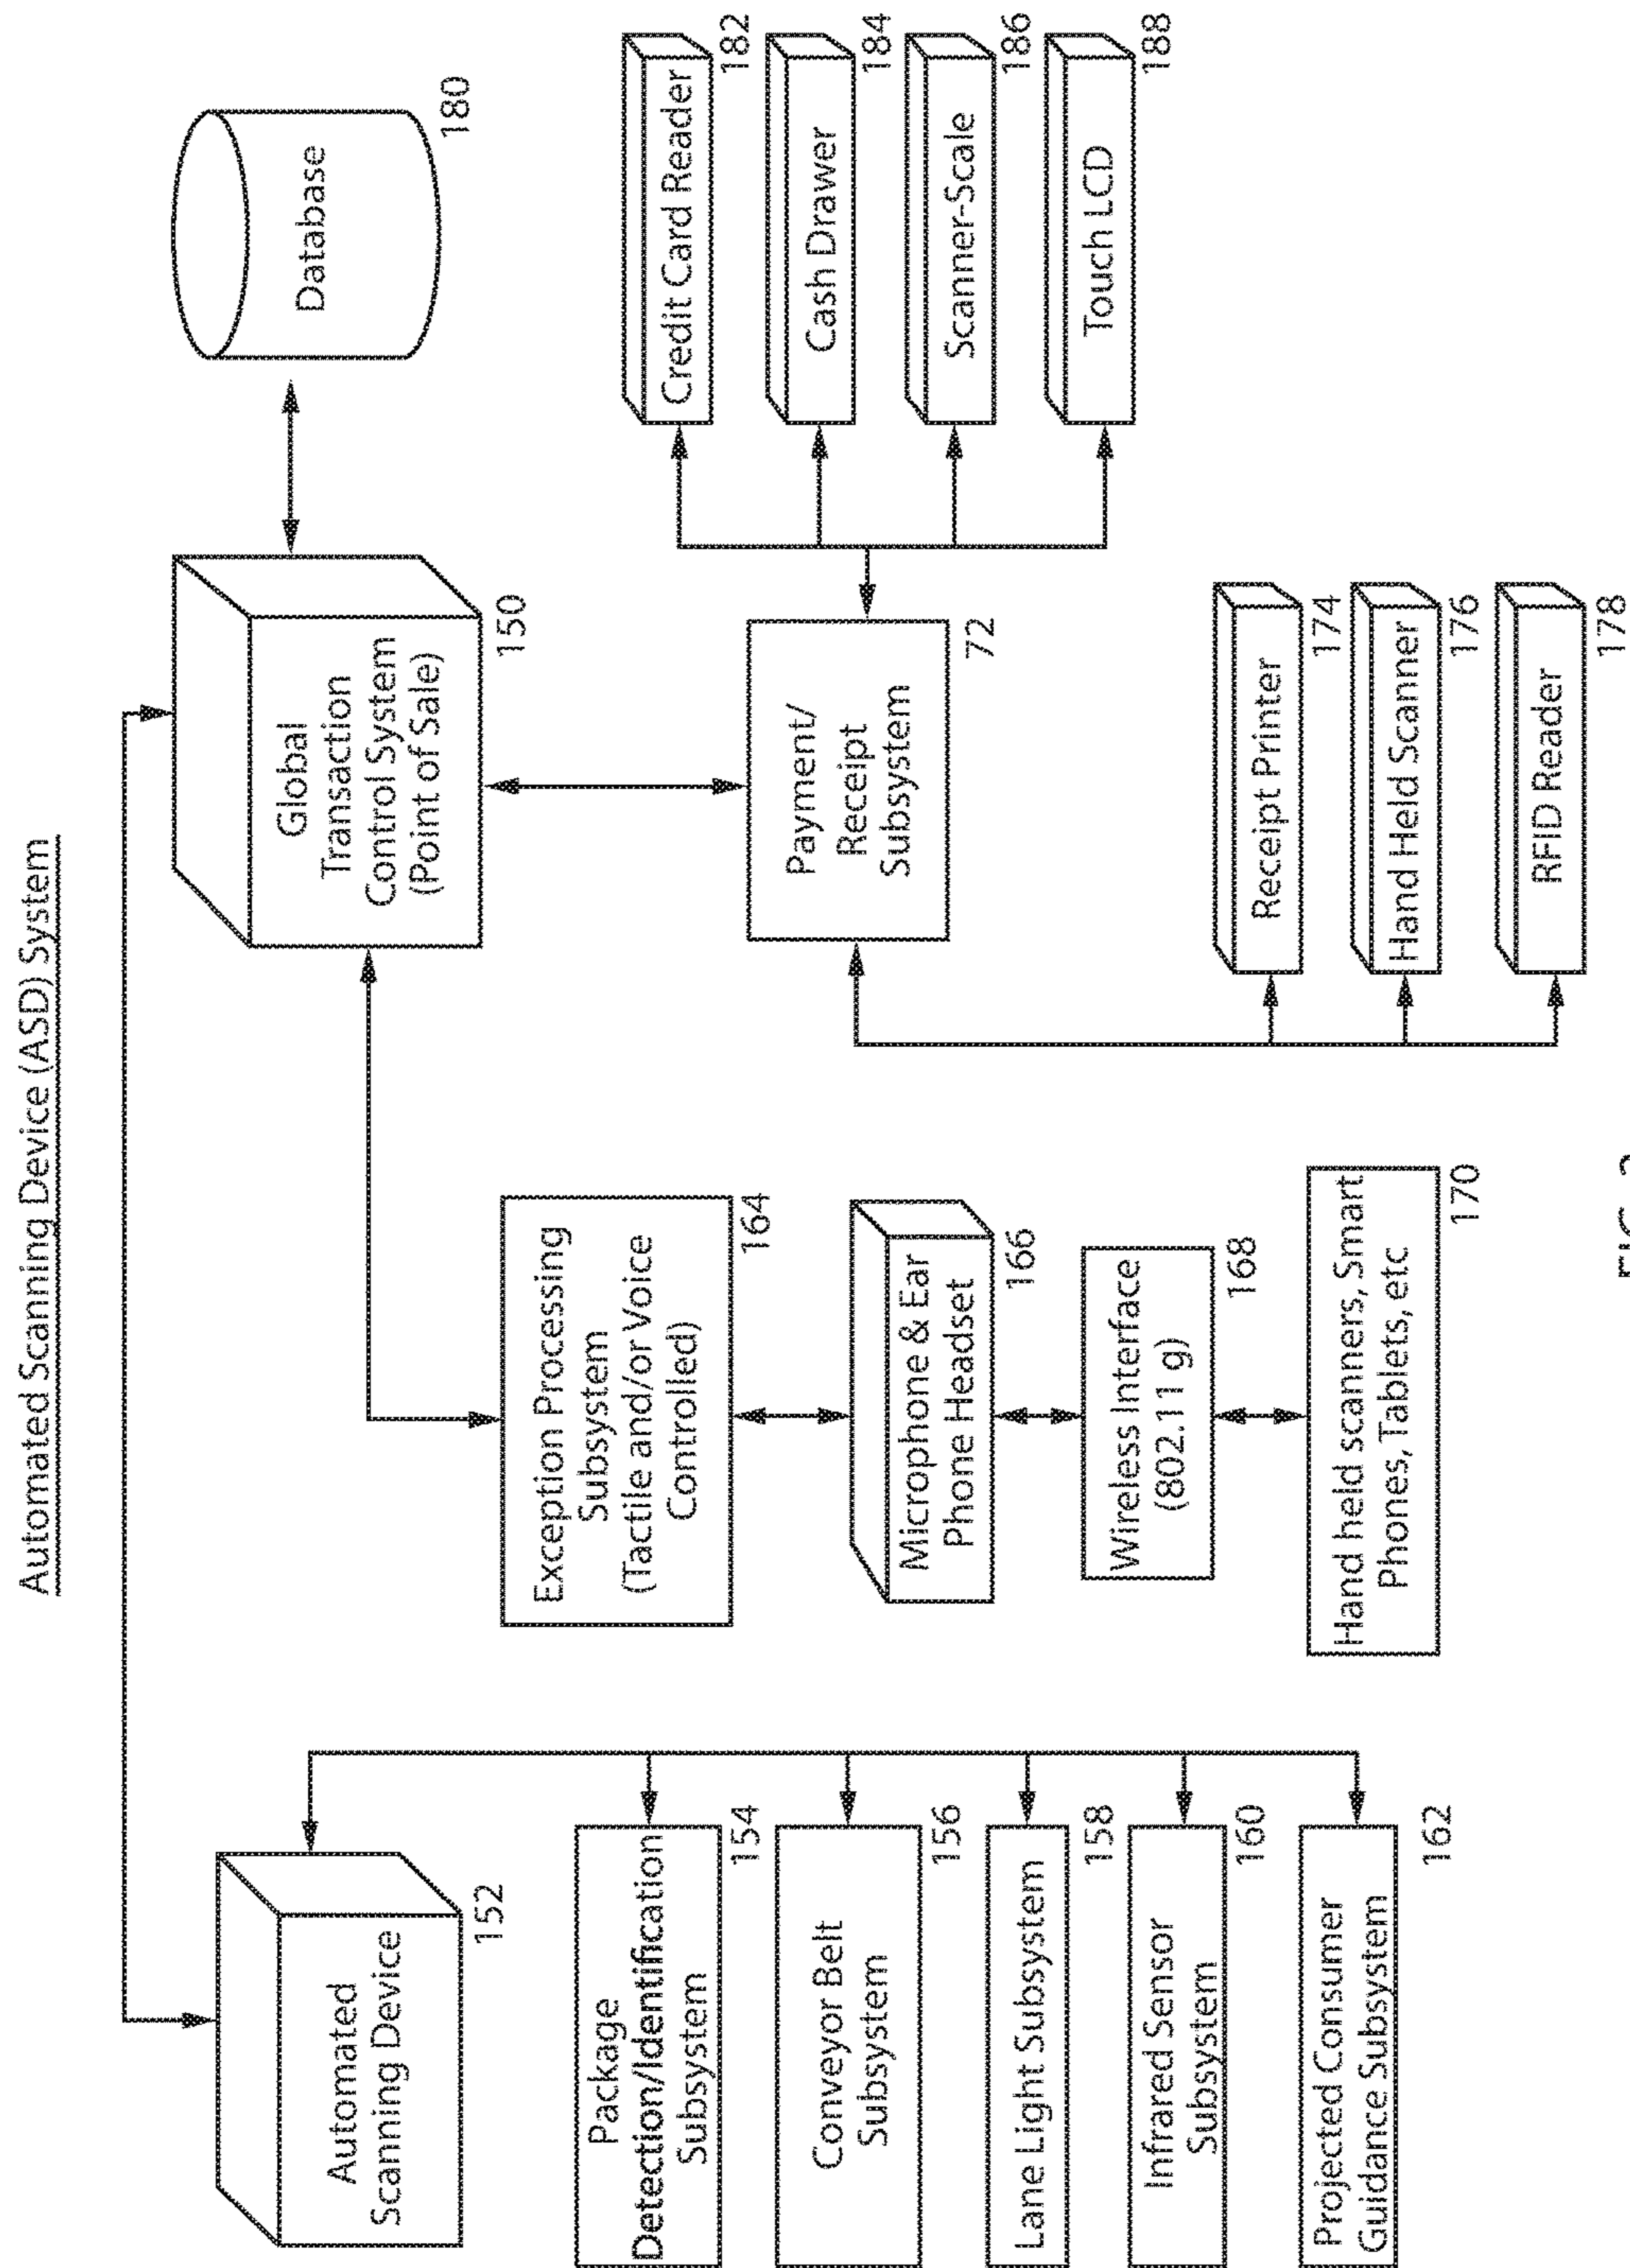 Automated Scanning Device (ASD) System
Automated
Scanning Device
152
Package
Detection/Identification
Subsystem
154
Conveyor Belt
Subsystem
156
Lane Light Subsystem
158
Infrared Sensor
Subsystem
160
Projected Consumer
Guidance Subsystem
162
Exception Processing
Subsystem
(Tactile and/or Voice
Controlled)
164
Microphone & Ear
Phone Headset
166
Wireless Interface
(802.11 g)
168
Hand held scanners, Smart
Phones, Tablets, etc
170
Global
Transaction
Control System
(Point of Sale)
150
Payment/
Receipt
Subsystem
72
Receipt Printer
174
Hand Held Scanner
176
RFID Reader
178
Database
180
Credit Card Reader
182
Cash Drawer
184
Scanner-Scale
186
Touch LCD
188
FIG.